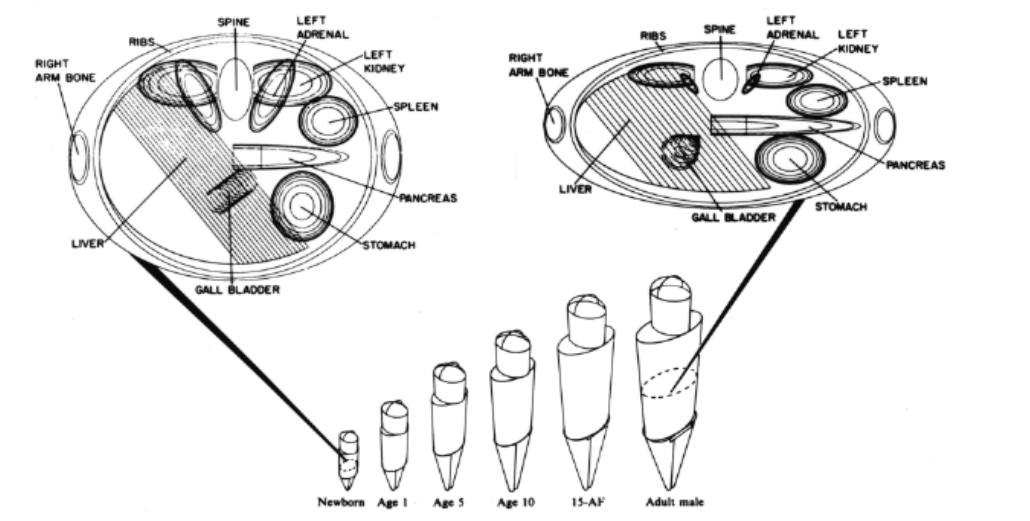 SPINE
LEFT
ADRENAL
RIBS
LEFT
KIDNEY
RIGHT
ARM BONE
SPLEEN
PANCREAS
STOMACH
LIVER
GALL BLADDER
SPINE
LEFT
ADRENAL
RIBS
LEFT
KIDNEY
RIGHT
ARM BONE
SPLEEN
PANCREAS
LIVER
STOMACH
GALL BLADDER
Newborn Age 1 Age 5 Age 10 15-AF Adult male